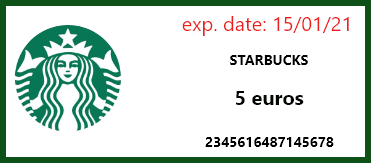 exp. date: 15/01/21
STARBUCKS
5 euros
2345616487145678